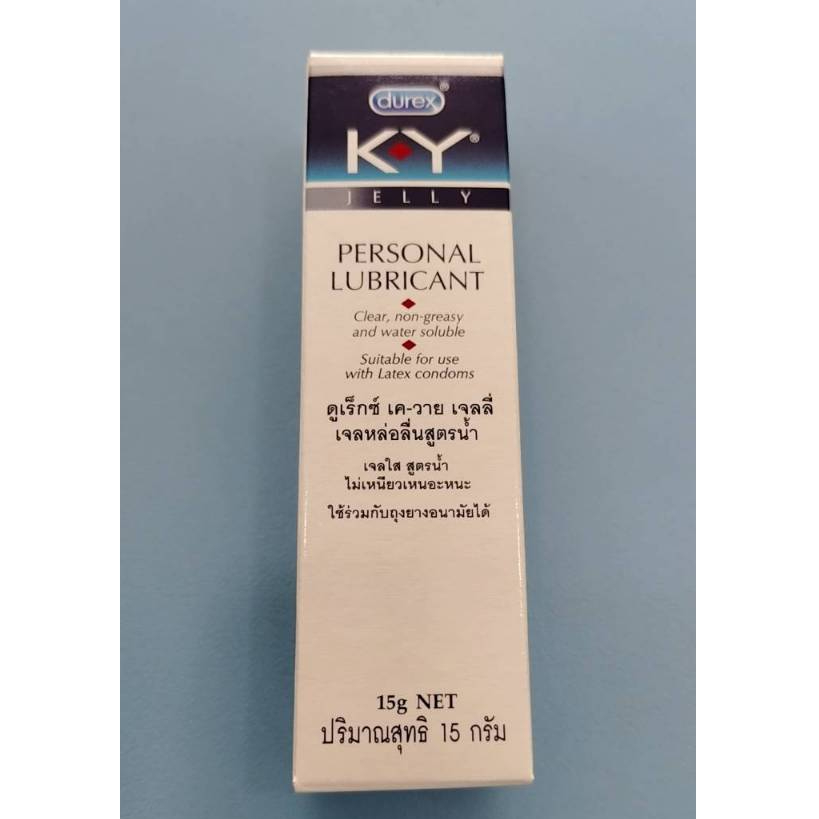 durex®
K♦Y®
JELLY
PERSONAL
LUBRICANT
Clear, non-greasy
and water soluble
Suitable for use
with Latex condoms
ดูเร็กซ์ เค-วาย เจลลี่
เจลหล่อลื่นสูตรน้ำ
เจลใส สูตรน้ำ
ไม่เหนียวเหนอะหนะ
ใช้ร่วมกับถุงยางอนามัยได้
15g NET
ปริมาณสุทธิ 15 กรัม